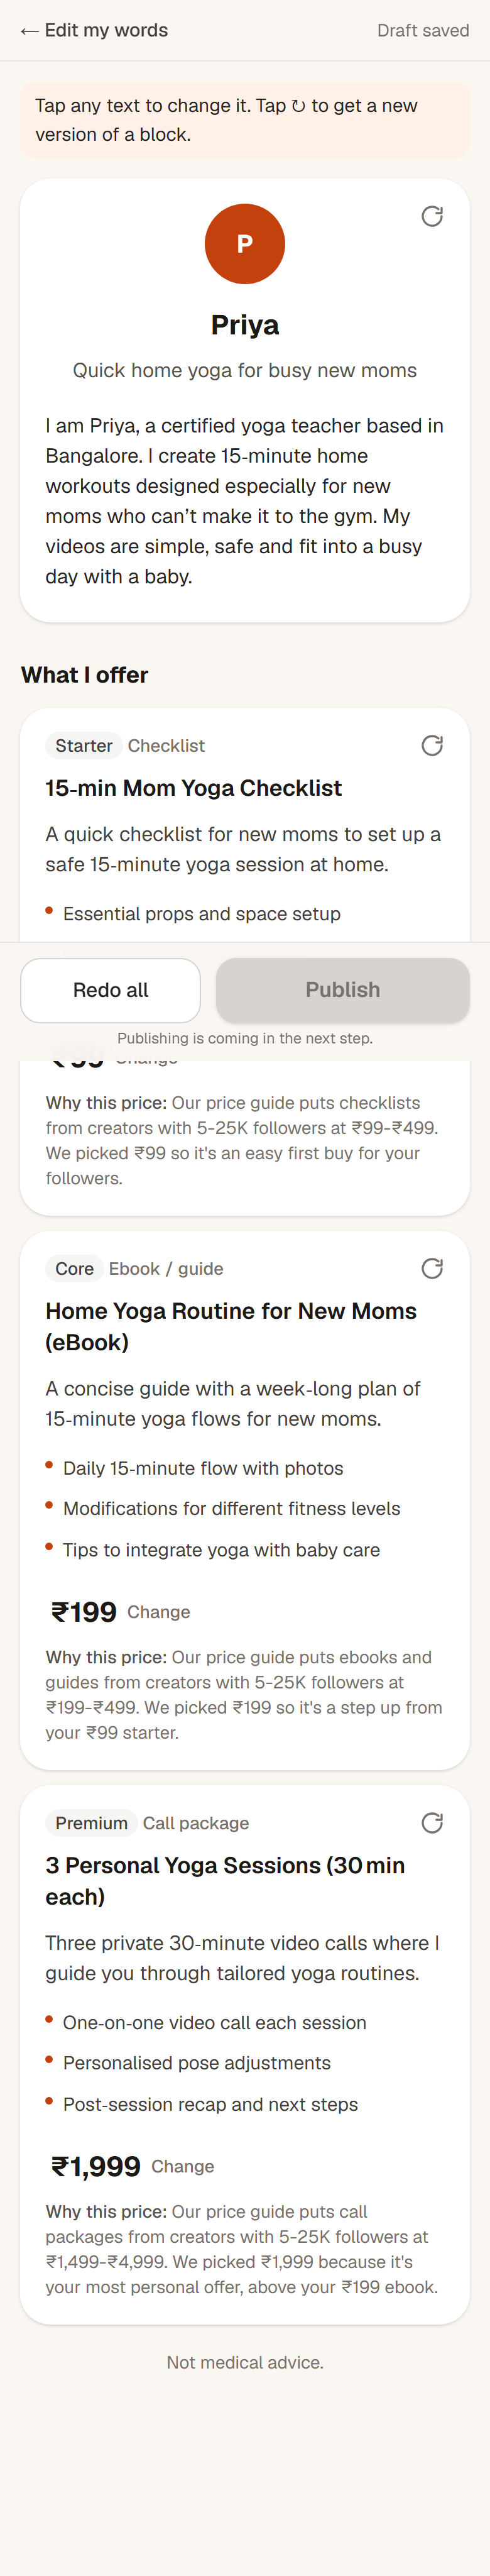 ← Edit my words
Draft saved
Tap any text to change it. Tap ↻ to get a new
version of a block.
P
Priya
Quick home yoga for busy new moms
I am Priya, a certified yoga teacher based in
Bangalore. I create 15-minute home
workouts designed especially for new
moms who can’t make it to the gym. My
videos are simple, safe and fit into a busy
day with a baby.
What I offer
Starter Checklist
15-min Mom Yoga Checklist
A quick checklist for new moms to set up a
safe 15-minute yoga session at home.
• Essential props and space setup
Redo all
Publish
Publishing is coming in the next step.
Change
Why this price: Our price guide puts checklists
from creators with 5-25K followers at ₹99-₹499.
We picked ₹99 so it's an easy first buy for your
followers.
Core Ebook / guide
Home Yoga Routine for New Moms
(eBook)
A concise guide with a week-long plan of
15-minute yoga flows for new moms.
• Daily 15-minute flow with photos
• Modifications for different fitness levels
• Tips to integrate yoga with baby care
₹199 Change
Why this price: Our price guide puts ebooks and
guides from creators with 5-25K followers at
₹199-₹499. We picked ₹199 so it's a step up from
your ₹99 starter.
Premium Call package
3 Personal Yoga Sessions (30 min
each)
Three private 30-minute video calls where I
guide you through tailored yoga routines.
• One-on-one video call each session
• Personalised pose adjustments
• Post-session recap and next steps
₹1,999 Change
Why this price: Our price guide puts call
packages from creators with 5-25K followers at
₹1,499-₹4,999. We picked ₹1,999 because it's
your most personal offer, above your ₹199 ebook.
Not medical advice.